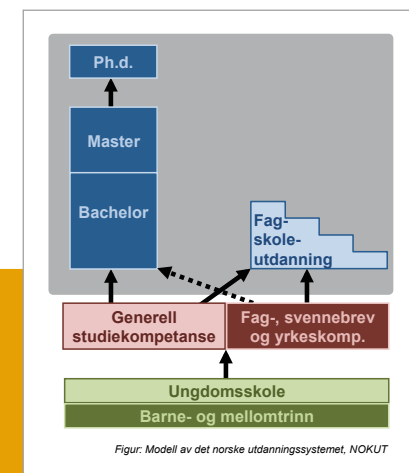 Ph.d.
Master
Bachelor
Fag-
skole-
utdanning
Generell
studiekompetanse
Fag-, svennebrev
og yrkeskomp.
Ungdomsskole
Barne- og mellomtrinn
Figur: Modell av det norske utdanningssystemet, NOKUT